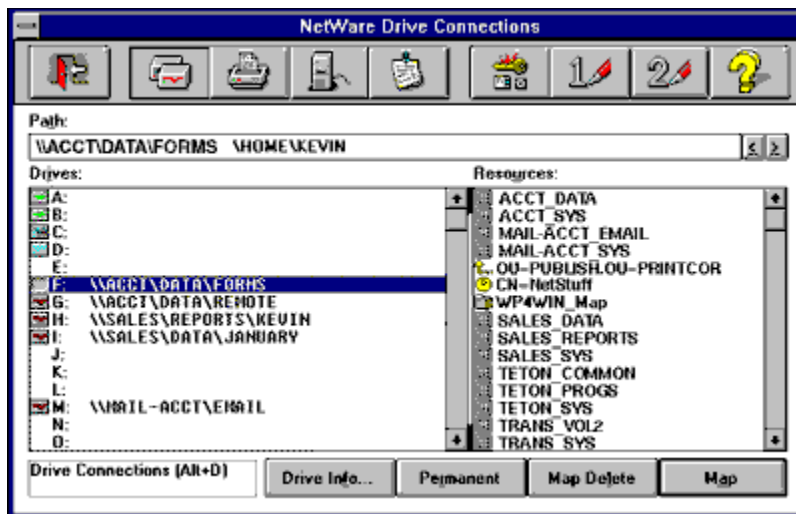 NetWare Drive Connections
1 2 ?
Path:
\\ACCT\DATA\FORMS \HOME\KEVIN
< >
Drives:
A:
B:
C:
D:
E:
F: \\ACCT\DATA\FORMS
G: \\ACCT\DATA\REMOTE
H: \\SALES\REPORTS\KEVIN
I: \\SALES\DATA\JANUARY
J:
K:
L:
M: \\MAIL-ACCT\EMAIL
N:
O:
Resources:
ACCT_DATA
ACCT_SYS
MAIL-ACCT_EMAIL
MAIL-ACCT_SYS
OU=PUBLISH.OU=PRINTCOR
CN=NetStuff
WP4WIN_Map
SALES_DATA
SALES_REPORTS
SALES_SYS
TETON_COMMON
TETON_PROGS
TETON_SYS
TRANS_VOL2
TRANS_SYS
Drive Connections (Alt+D)
Drive Info... Permanent Map Delete Map